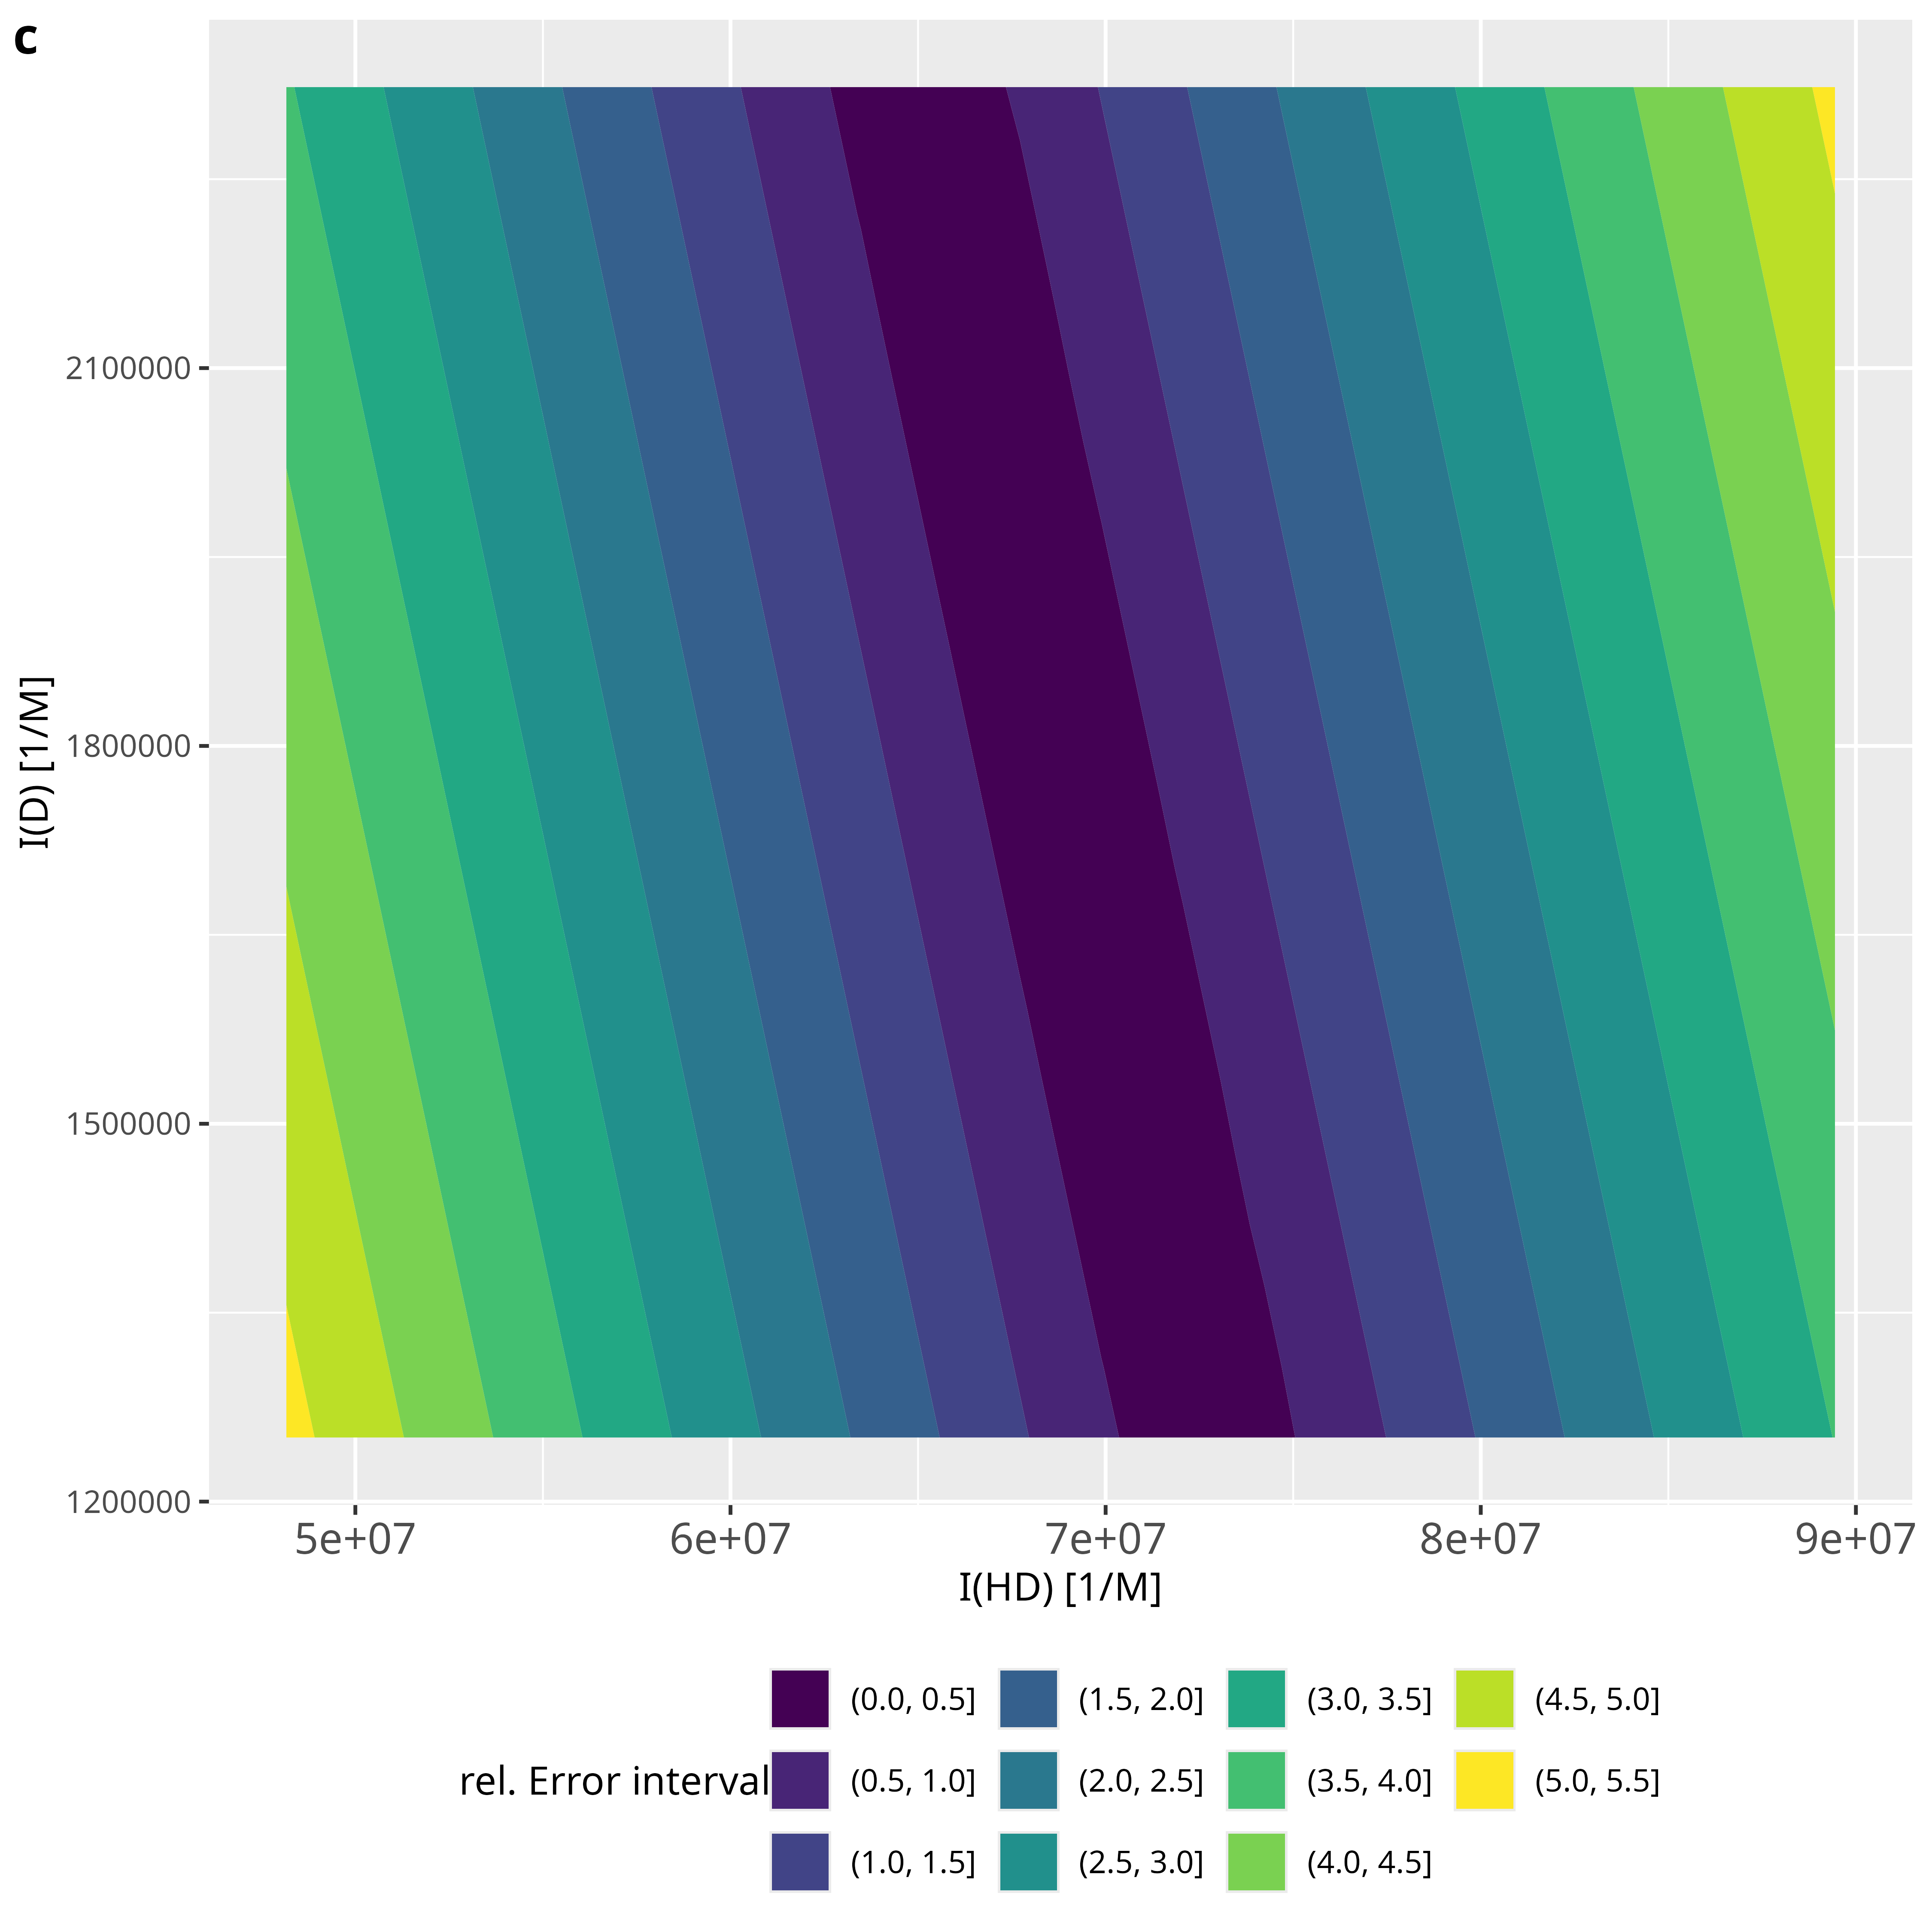 c
I(D) [1/M]
2100000
1800000
1500000
1200000
5e+07 6e+07 7e+07 8e+07 9e+07
I(HD) [1/M]
rel. Error interval
(0.0, 0.5] (1.5, 2.0] (3.0, 3.5] (4.5, 5.0]
(0.5, 1.0] (2.0, 2.5] (3.5, 4.0] (5.0, 5.5]
(1.0, 1.5] (2.5, 3.0] (4.0, 4.5]